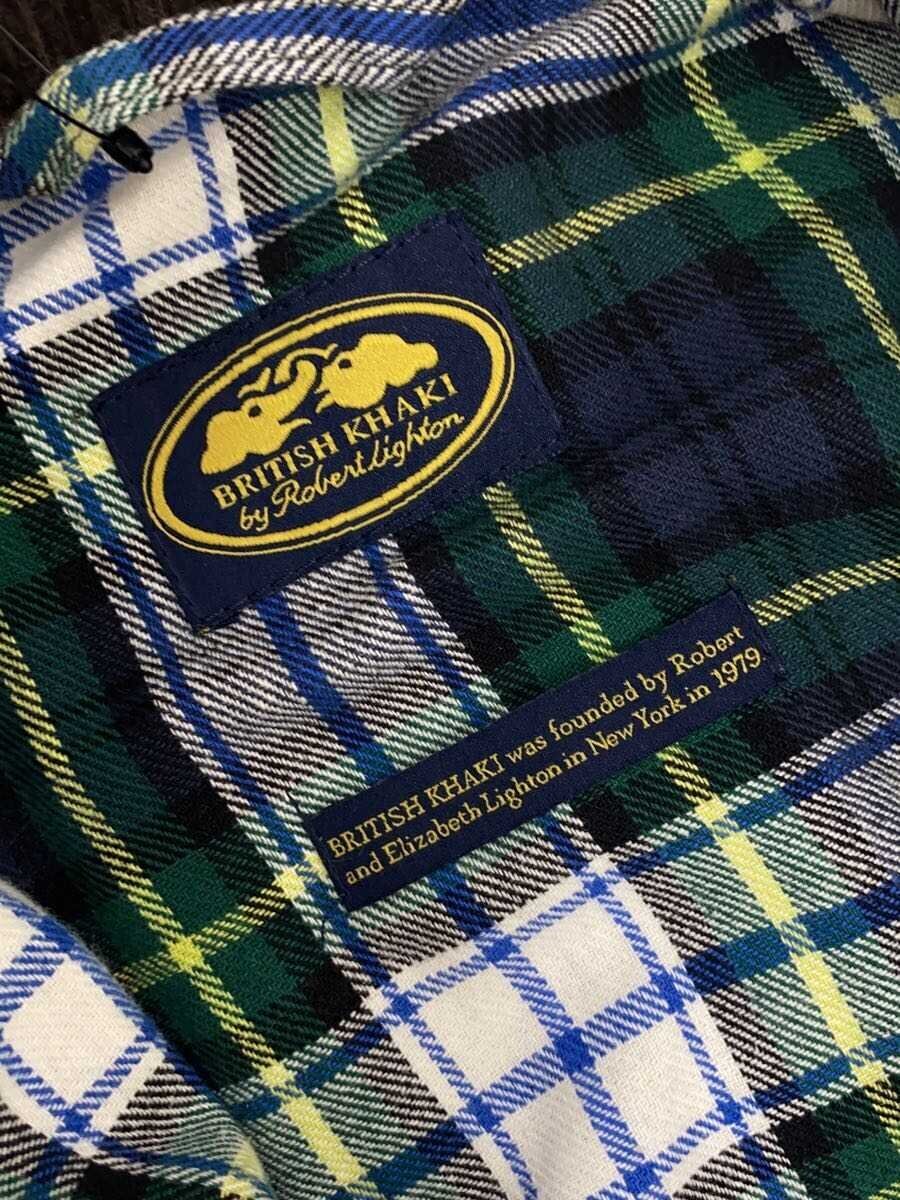 BRITISH KHAKI
by Robert Lighton
BRITISH KHAKI was founded by Robert
and Elizabeth Lighton in New York in 1979